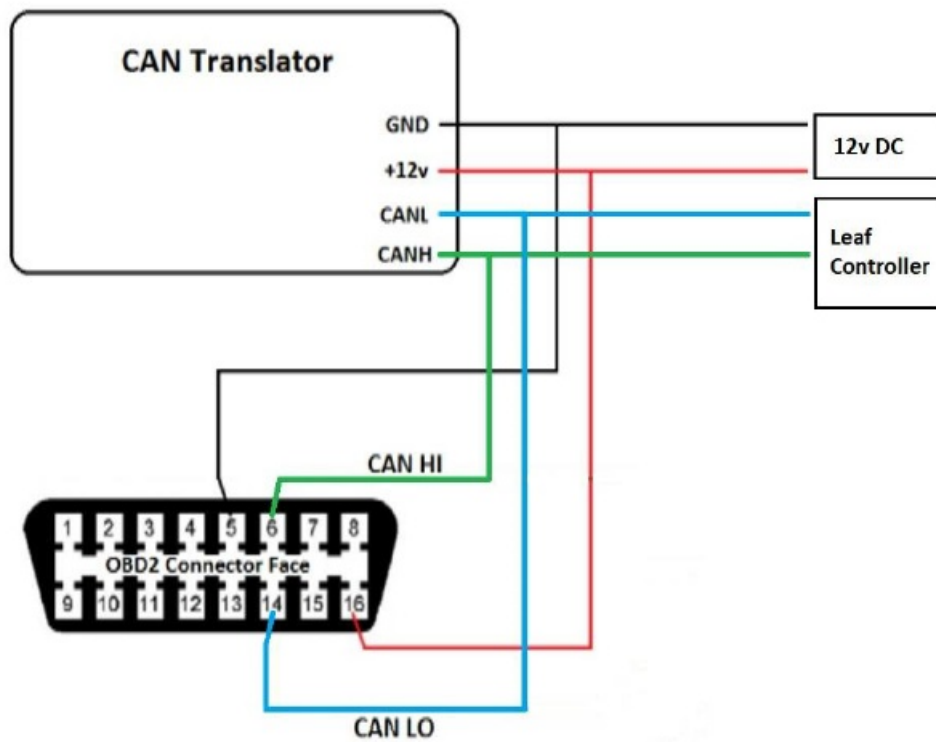 CAN Translator
GND
+12v
CANL
CANH
12v DC
Leaf
Controller
CAN HI
1 2 3 4 5 6 7 8
OBD2 Connector Face
9 10 11 12 13 14 15 16
CAN LO